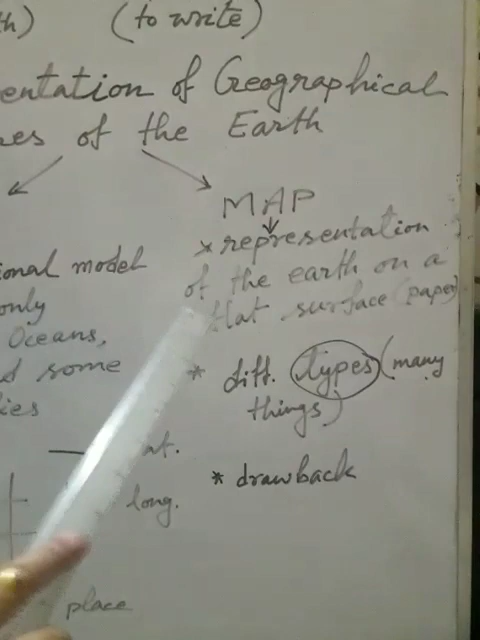 (to write)
entation of Geographical
es of the Earth
MAP
* representation
of the earth on a
flat surface (paper)
ional model
only
Oceans,
some
ies
* diff. types (many
things)
at.
long.
* drawback
place